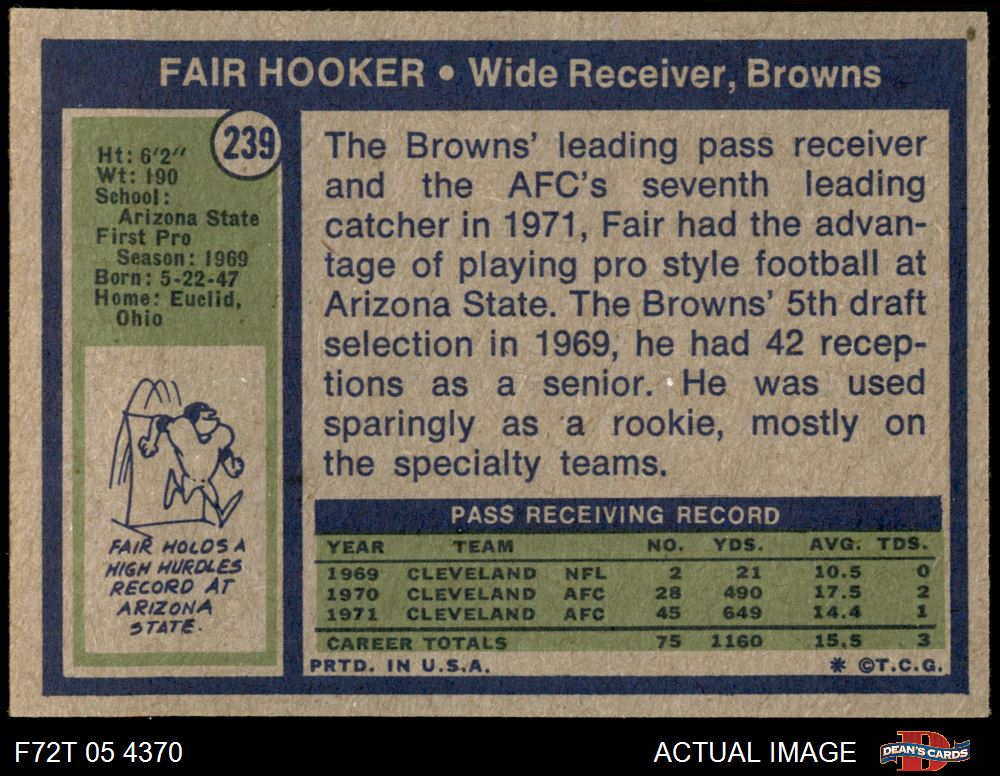 FAIR HOOKER • Wide Receiver, Browns
239
Ht: 6'2"
Wt: 190
School:
Arizona State
First Pro
Season: 1969
Born: 5-22-47
Home: Euclid,
Ohio
FAIR HOLDS A
HIGH HURDLES
RECORD AT
ARIZONA
STATE.
The Browns' leading pass receiver
and the AFC's seventh leading
catcher in 1971, Fair had the advan-
tage of playing pro style football at
Arizona State. The Browns' 5th draft
selection in 1969, he had 42 recep-
tions as a senior. He was used
sparingly as a rookie, mostly on
the specialty teams.
PASS RECEIVING RECORD
YEAR TEAM NO. YDS. AVG. TDS.
1969 CLEVELAND NFL 2 21 10.5 0
1970 CLEVELAND AFC 28 490 17.5 2
1971 CLEVELAND AFC 45 649 14.4 1
CAREER TOTALS 75 1160 15.5 3
PRTD. IN U.S.A. * ©T.C.G.
F72T 05 4370 ACTUAL IMAGE
D
DEAN'S CARDS